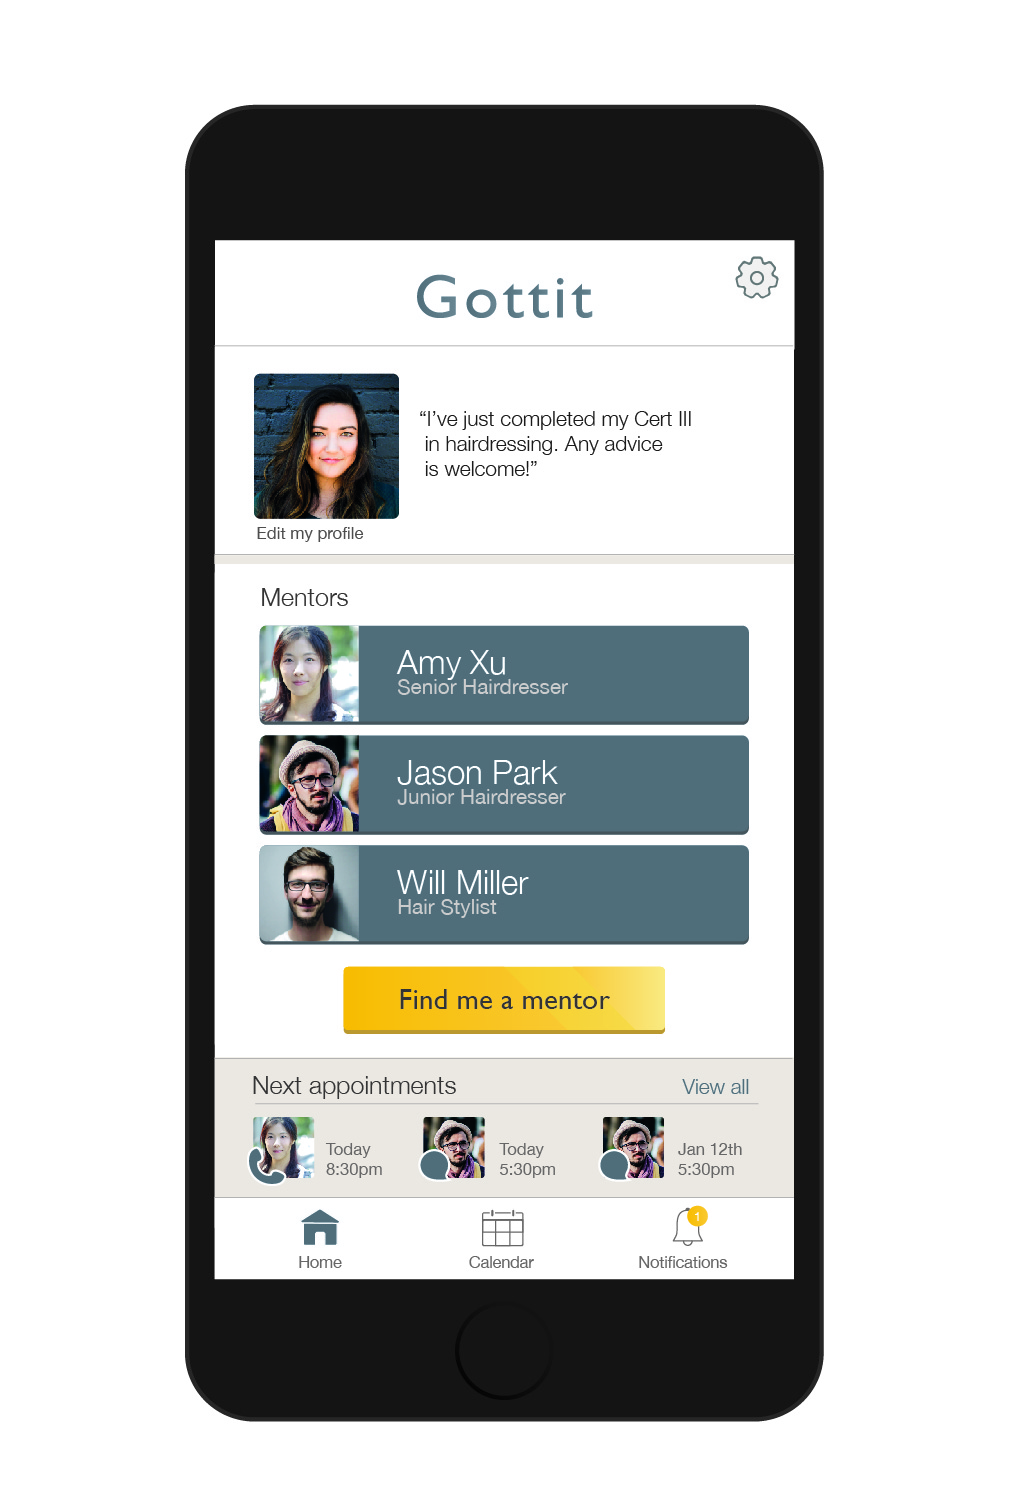 Gottit
“I’ve just completed my Cert III
in hairdressing. Any advice
is welcome!”
Edit my profile
Mentors
Amy Xu
Senior Hairdresser
Jason Park
Junior Hairdresser
Will Miller
Hair Stylist
Find me a mentor
Next appointments View all
Today
8:30pm
Today
5:30pm
Jan 12th
5:30pm
1
Home Calendar Notifications